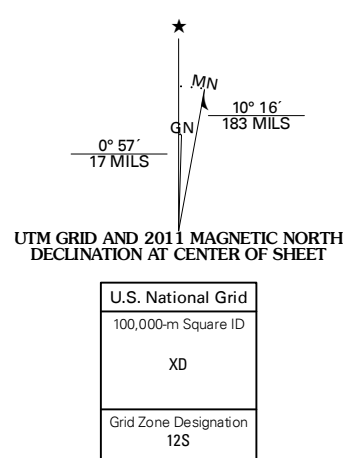 ★
MN
GN
10° 16´
183 MILS
0° 57´
17 MILS
UTM GRID AND 2011 MAGNETIC NORTH
DECLINATION AT CENTER OF SHEET
U.S. National Grid
100,000-m Square ID
XD
Grid Zone Designation
12S